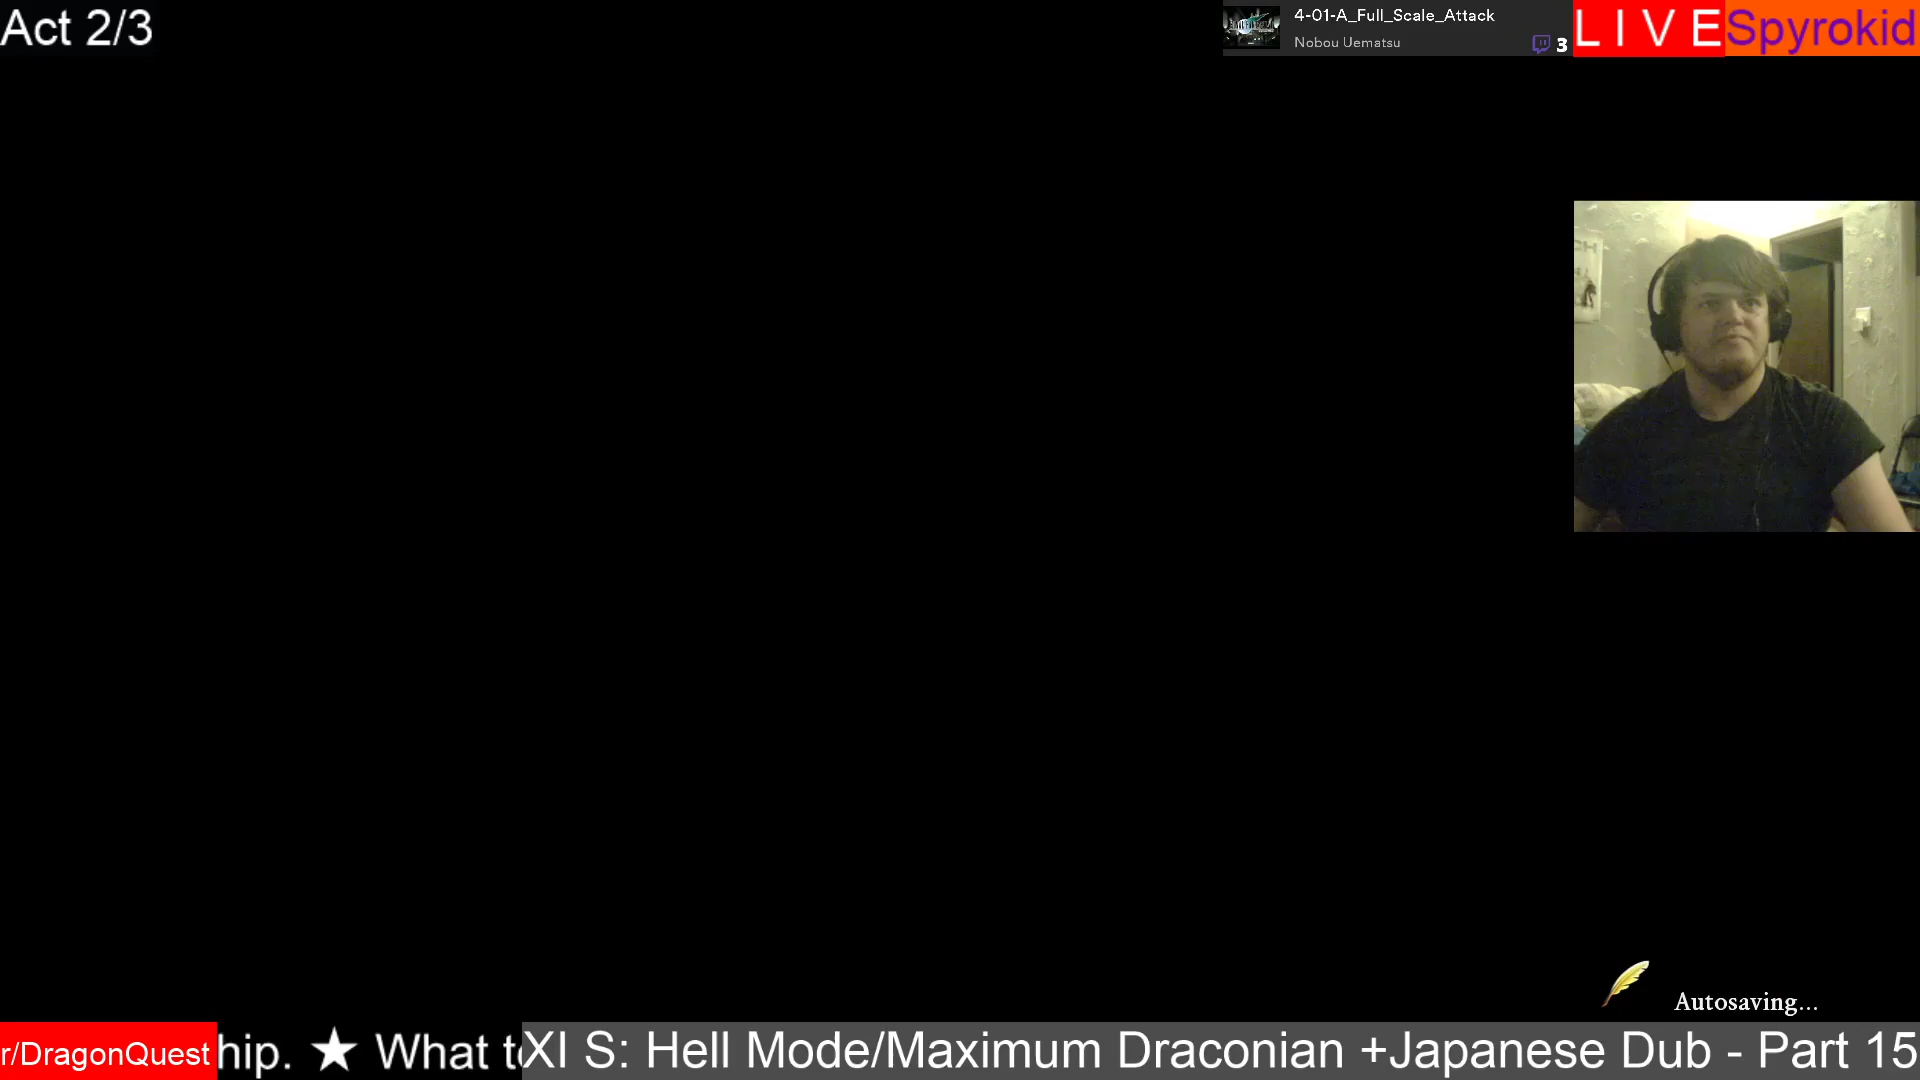 Act 2/3
4-01-A_Full_Scale_Attack
Nobou Uematsu
3
LIVE
Spyrokid
Autosaving...
r/DragonQuest
hip. ★ What t
XI S: Hell Mode/Maximum Draconian +Japanese Dub - Part 15